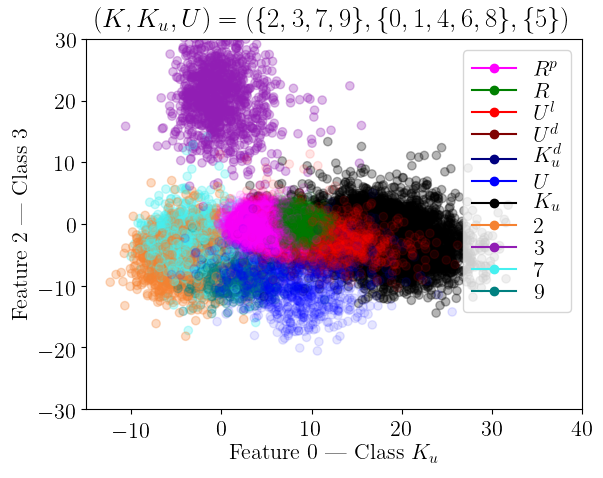 (K, K_u, U) = ({2, 3, 7, 9}, {0, 1, 4, 6, 8}, {5})
30
20
10
0
−10
−20
−30
Feature 2 — Class 3
−10
0
10
20
30
40
Feature 0 — Class K_u
R^p
R
U^l
U^d
K_u^d
U
K_u
2
3
7
9